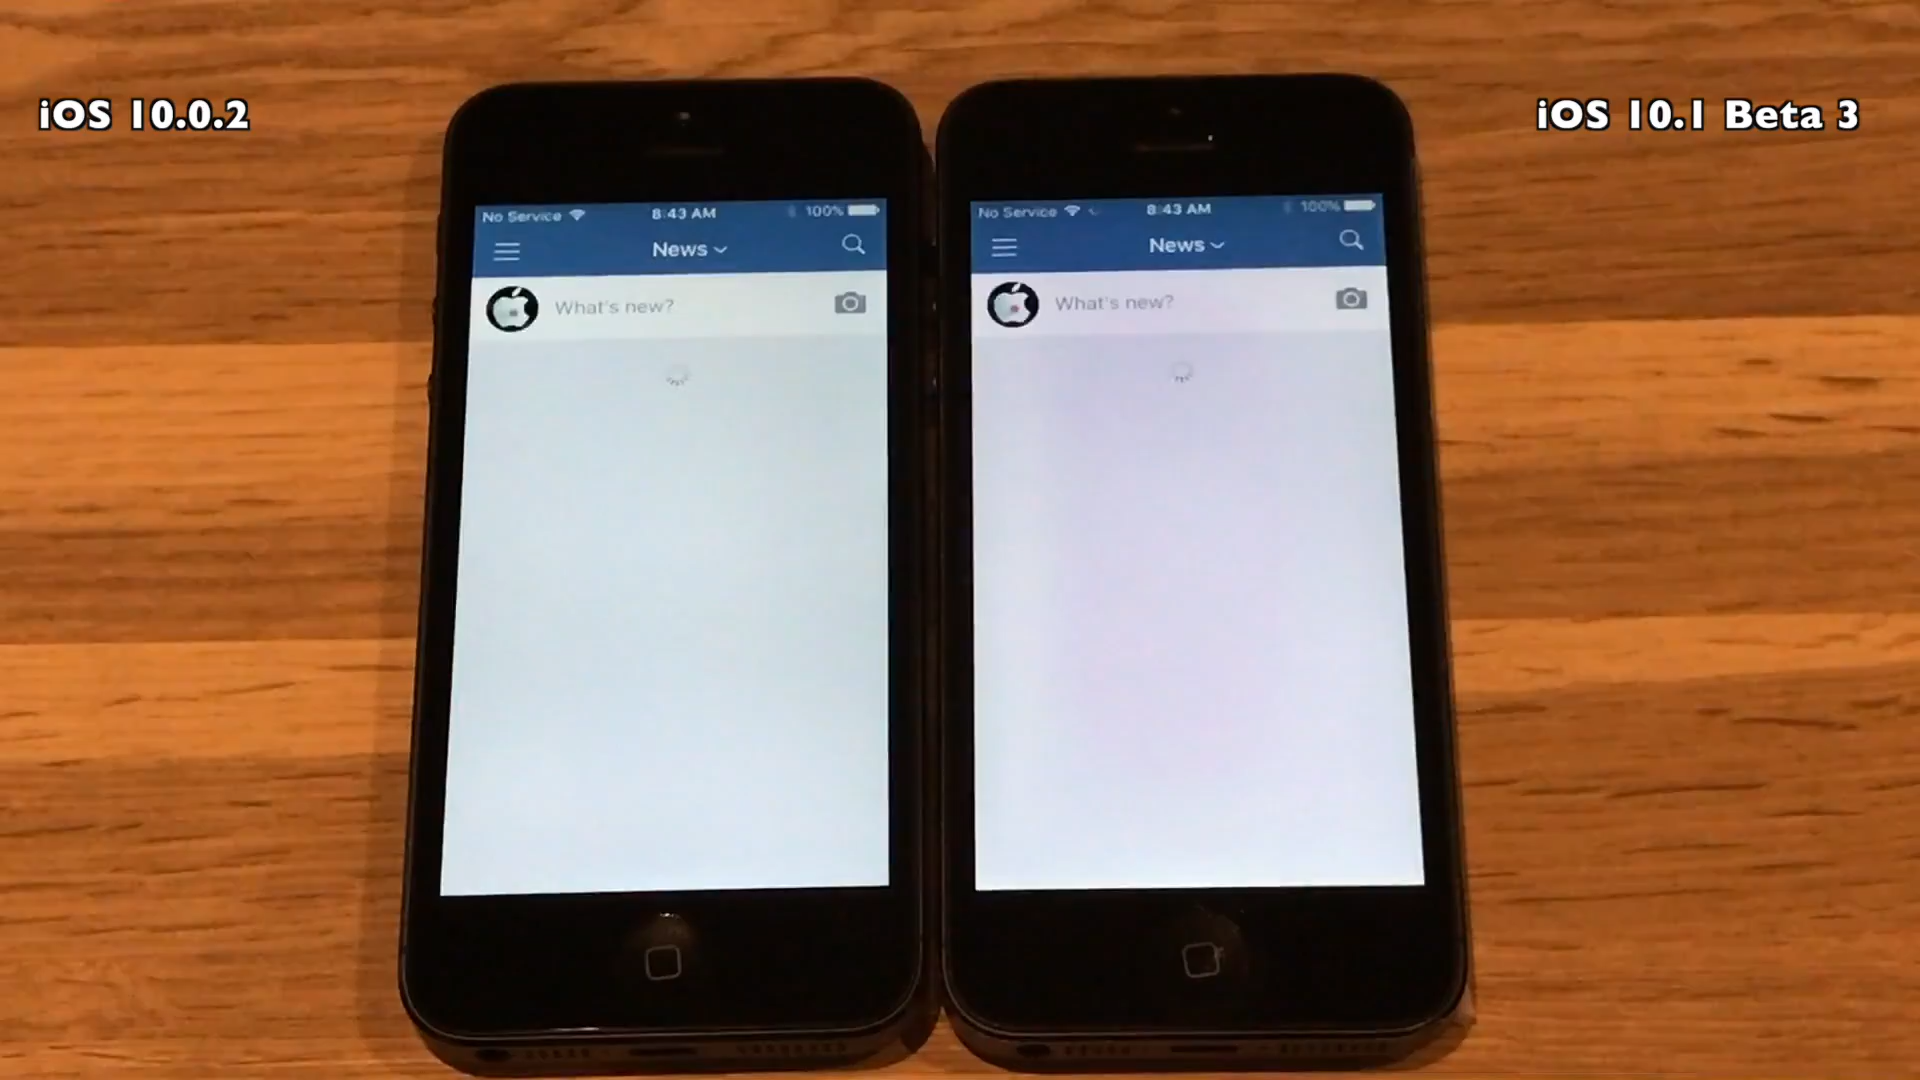 iOS 10.0.2
iOS 10.1 Beta 3
No Service 8:43 AM 100%
News
What's new?
No Service 8:43 AM 100%
News
What's new?